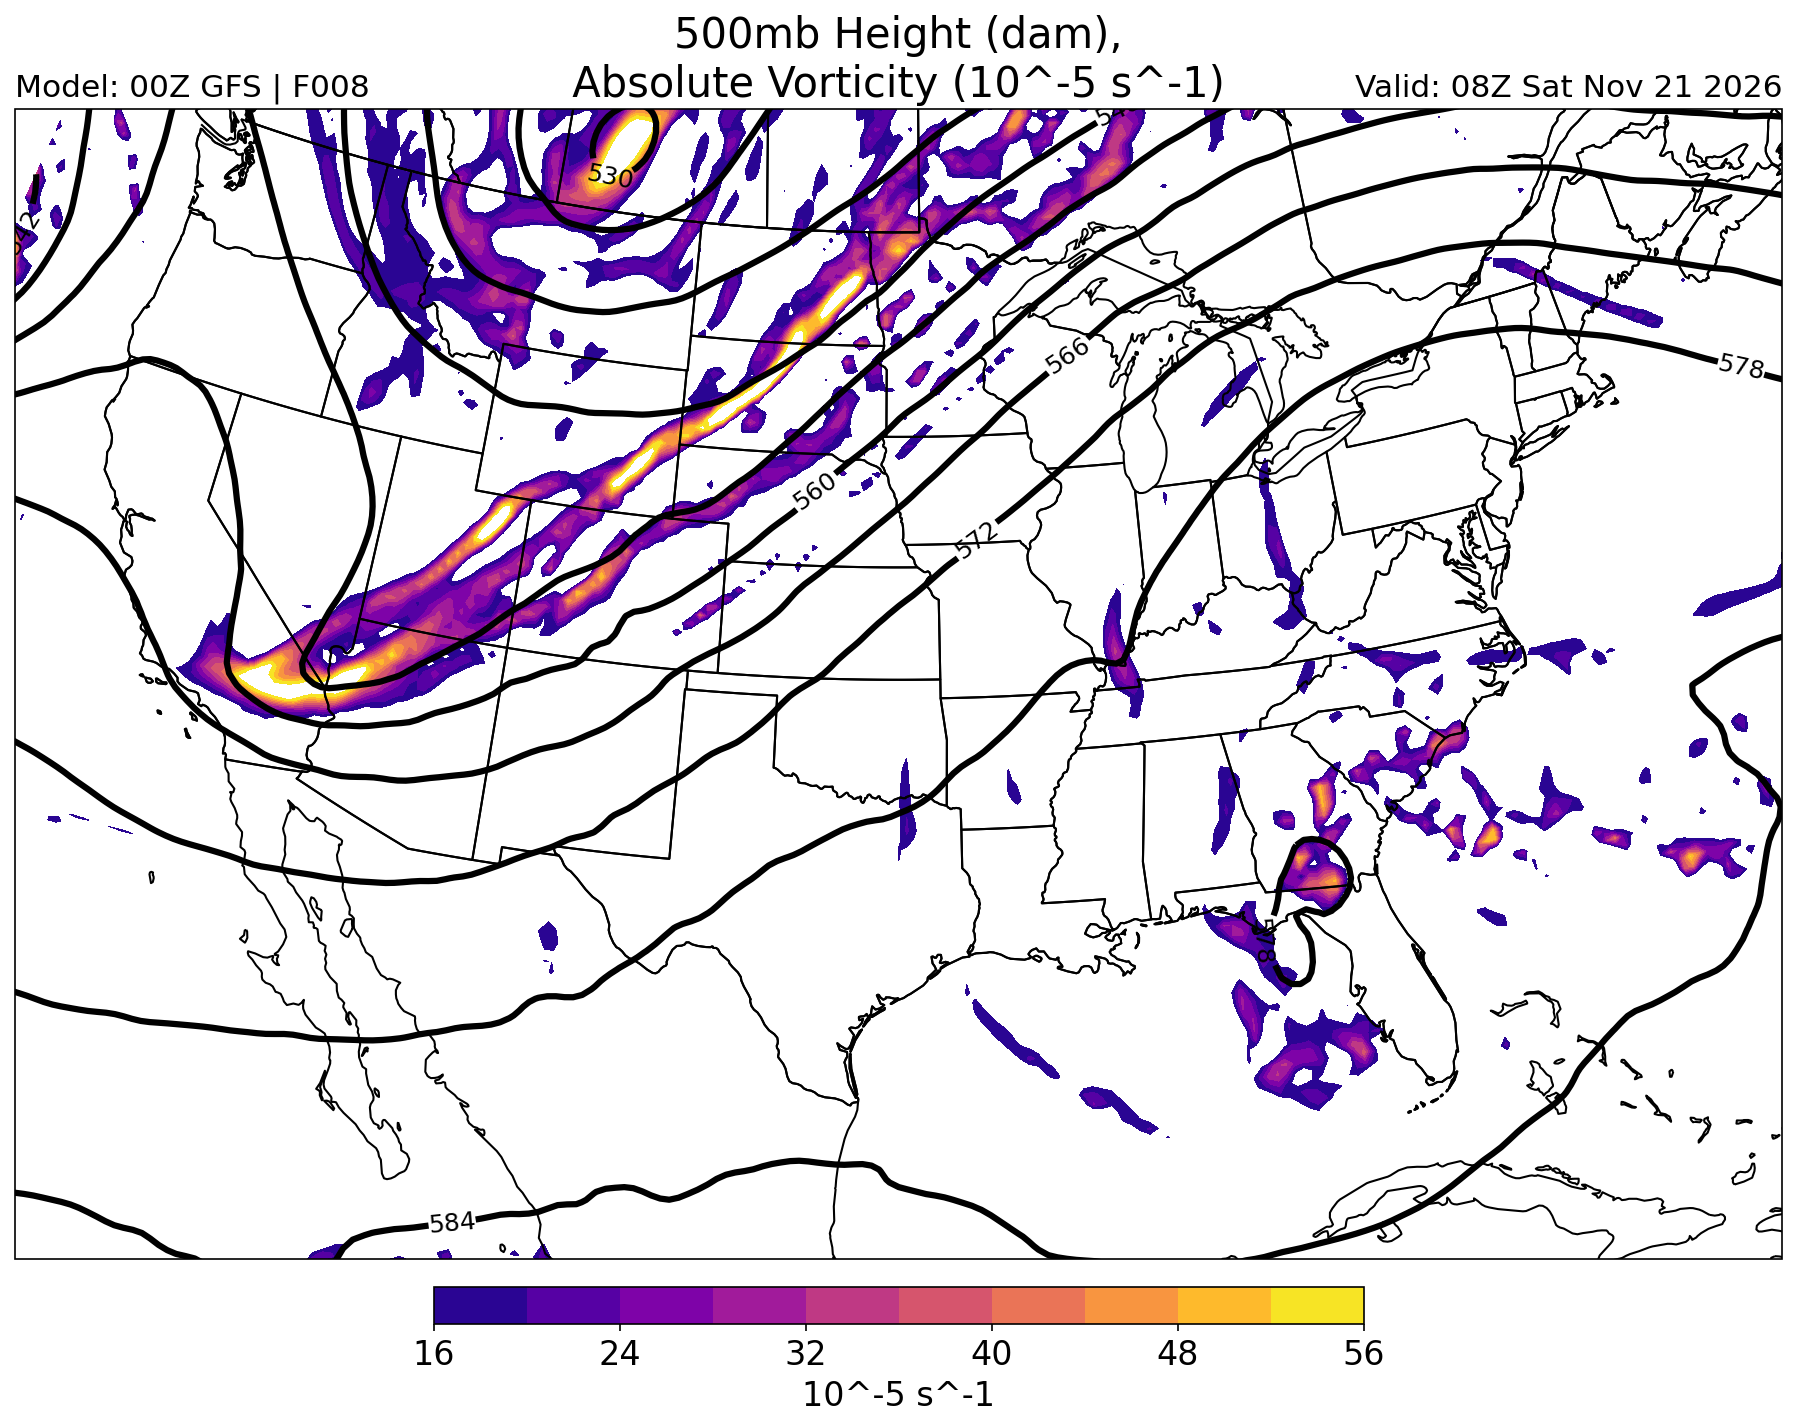 500mb Height (dam),
Model: 00Z GFS | F008
Absolute Vorticity (10^-5 s^-1)
Valid: 08Z Sat Nov 21 2026
530
566
578
560
572
578
584
16 24 32 40 48 56
10^-5 s^-1